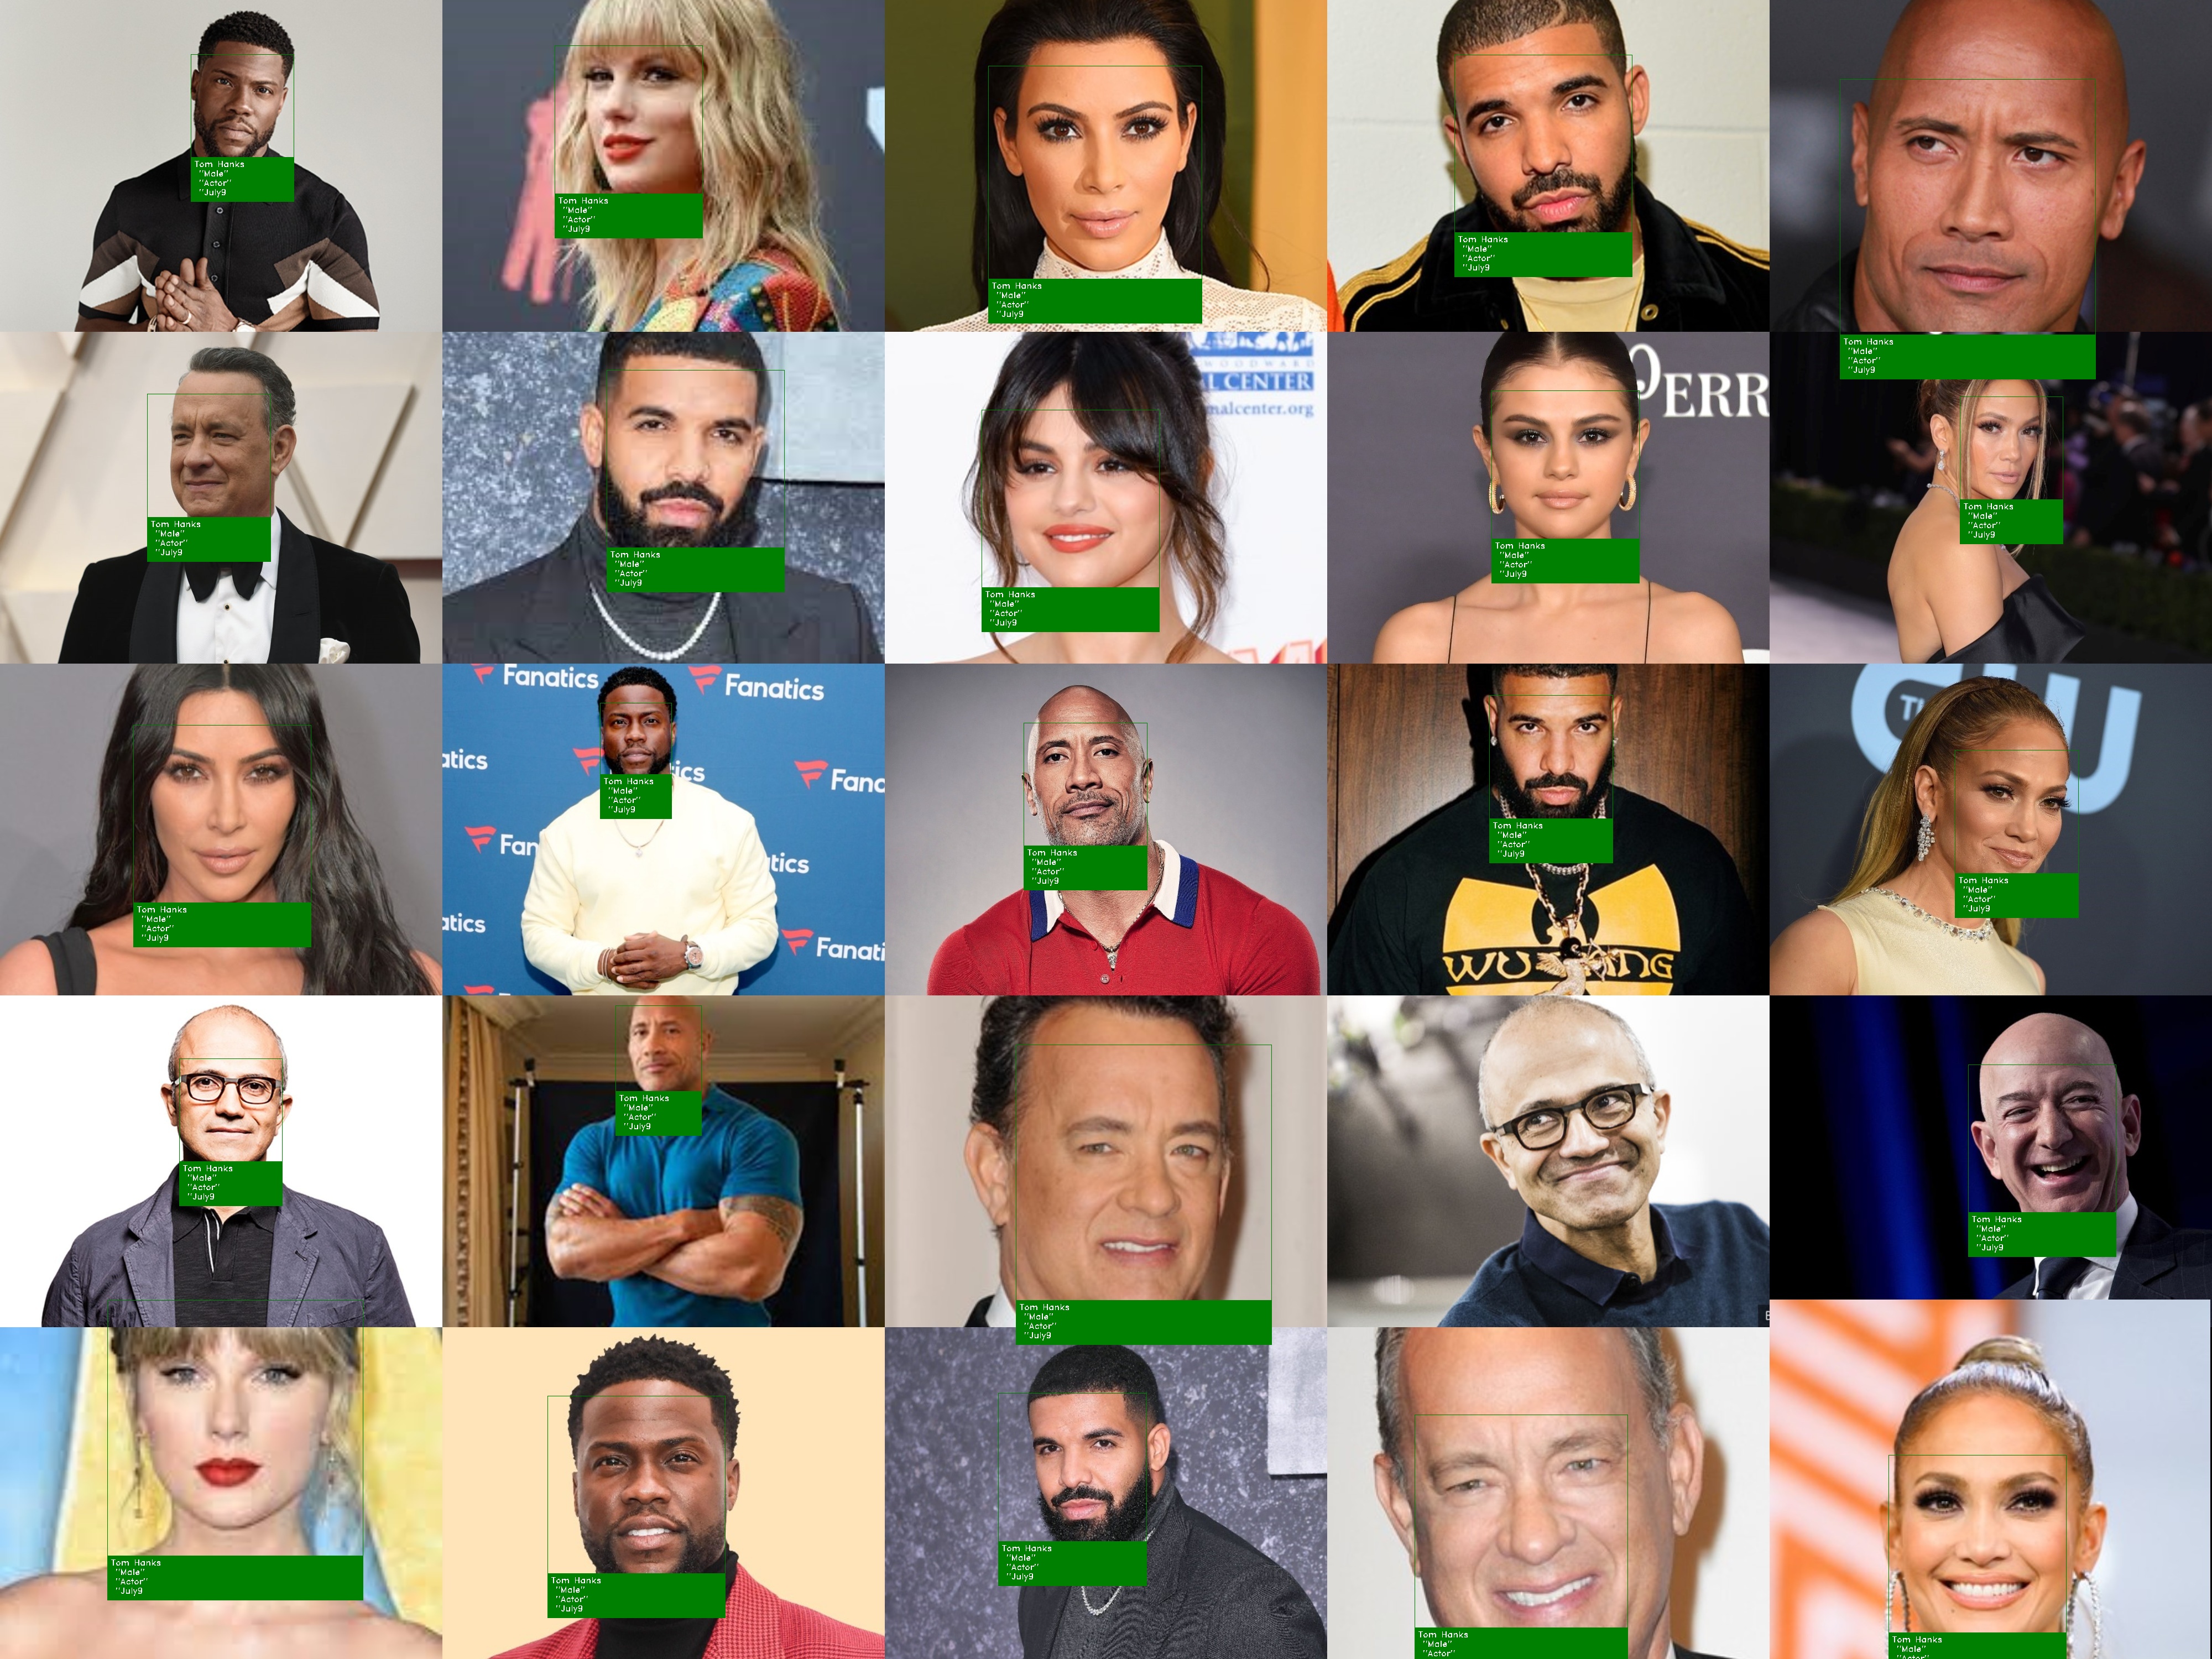 Tom Hanks
"Male"
"Actor"
"July9
Tom Hanks
"Male"
"Actor"
"July9
Tom Hanks
"Male"
"Actor"
"July9
Tom Hanks
"Male"
"Actor"
"July9
Tom Hanks
"Male"
"Actor"
"July9
Tom Hanks
"Male"
"Actor"
"July9
Tom Hanks
"Male"
"Actor"
"July9
WOODWARD
AL CENTER
malcenter.org
Tom Hanks
"Male"
"Actor"
"July9
PERR
Tom Hanks
"Male"
"Actor"
"July9
Tom Hanks
"Male"
"Actor"
"July9
Tom Hanks
"Male"
"Actor"
"July9
Fanatics
Fanatics
atics
ics
Fana
Fan
tics
atics
Fanati
Tom Hanks
"Male"
"Actor"
"July9
Tom Hanks
"Male"
"Actor"
"July9
Tom Hanks
"Male"
"Actor"
"July9
WU TANG
CW
Tom Hanks
"Male"
"Actor"
"July9
Tom Hanks
"Male"
"Actor"
"July9
Tom Hanks
"Male"
"Actor"
"July9
Tom Hanks
"Male"
"Actor"
"July9
Tom Hanks
"Male"
"Actor"
"July9
Tom Hanks
"Male"
"Actor"
"July9
Tom Hanks
"Male"
"Actor"
"July9
Tom Hanks
"Male"
"Actor"
"July9
Tom Hanks
"Male"
"Actor"
Tom Hanks
"Male"
"Actor"